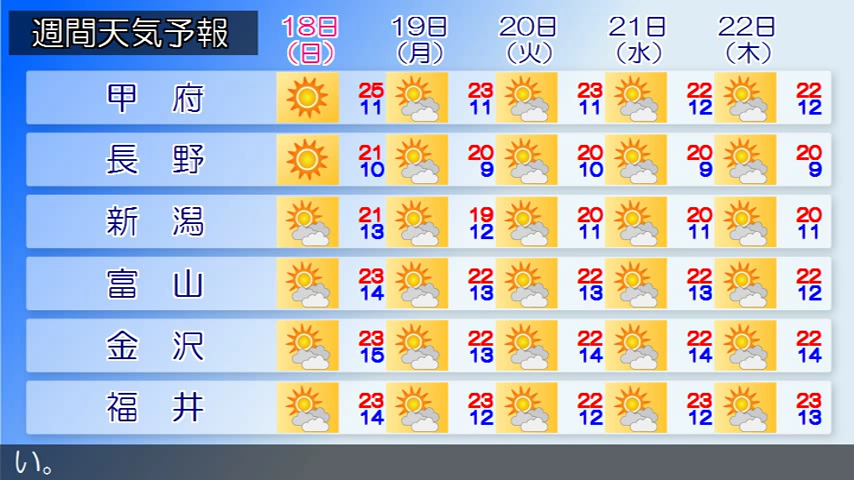 週間天気予報
18日 19日 20日 21日 22日
(日) (月) (火) (水) (木)
甲府 25 23 23 22 22
11 11 11 12 12
長野 21 20 20 20 20
10 9 10 9 9
新潟 21 19 20 20 20
13 12 11 11 11
富山 23 22 22 22 22
14 13 13 13 12
金沢 23 22 22 22 22
15 13 14 14 14
福井 23 23 22 23 23
14 12 12 12 13
い。